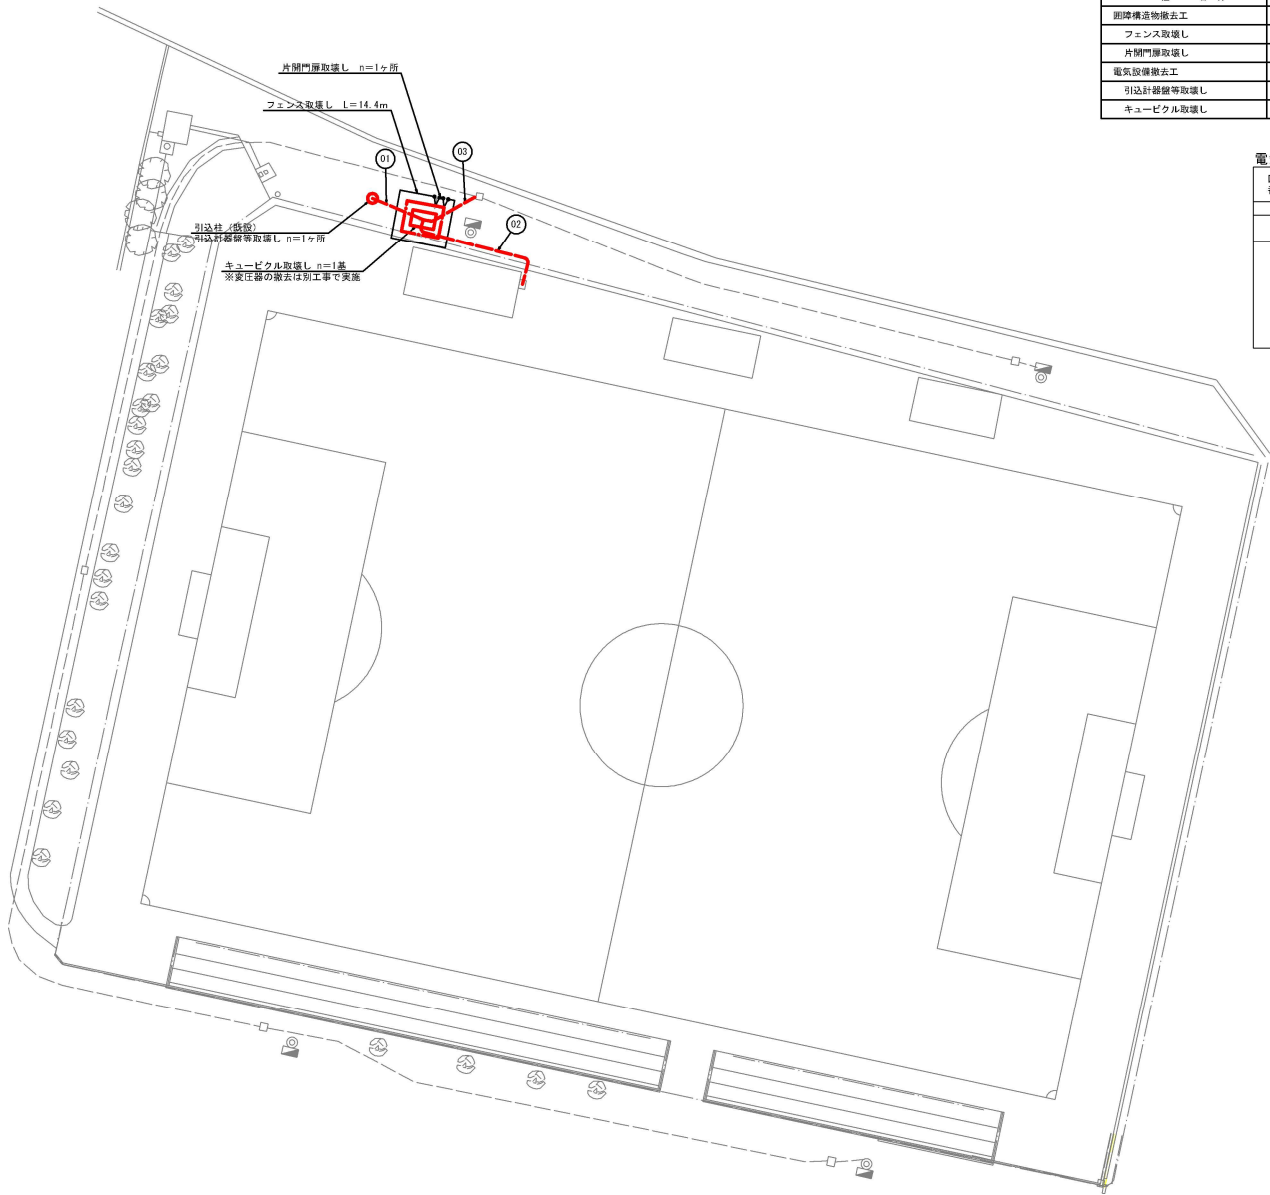 囲障構造物撤去工
フェンス取壊し
片開門扉取壊し
電気設備撤去工
引込計器盤等取壊し
キュービクル取壊し
電
片開門扉取壊し n=1ヶ所
フェンス取壊し L=14.4m
01
03
02
引込柱（既設）
引込計器盤等取壊し n=1ヶ所
キュービクル取壊し n=1基
※変圧器の撤去は別工事で実施